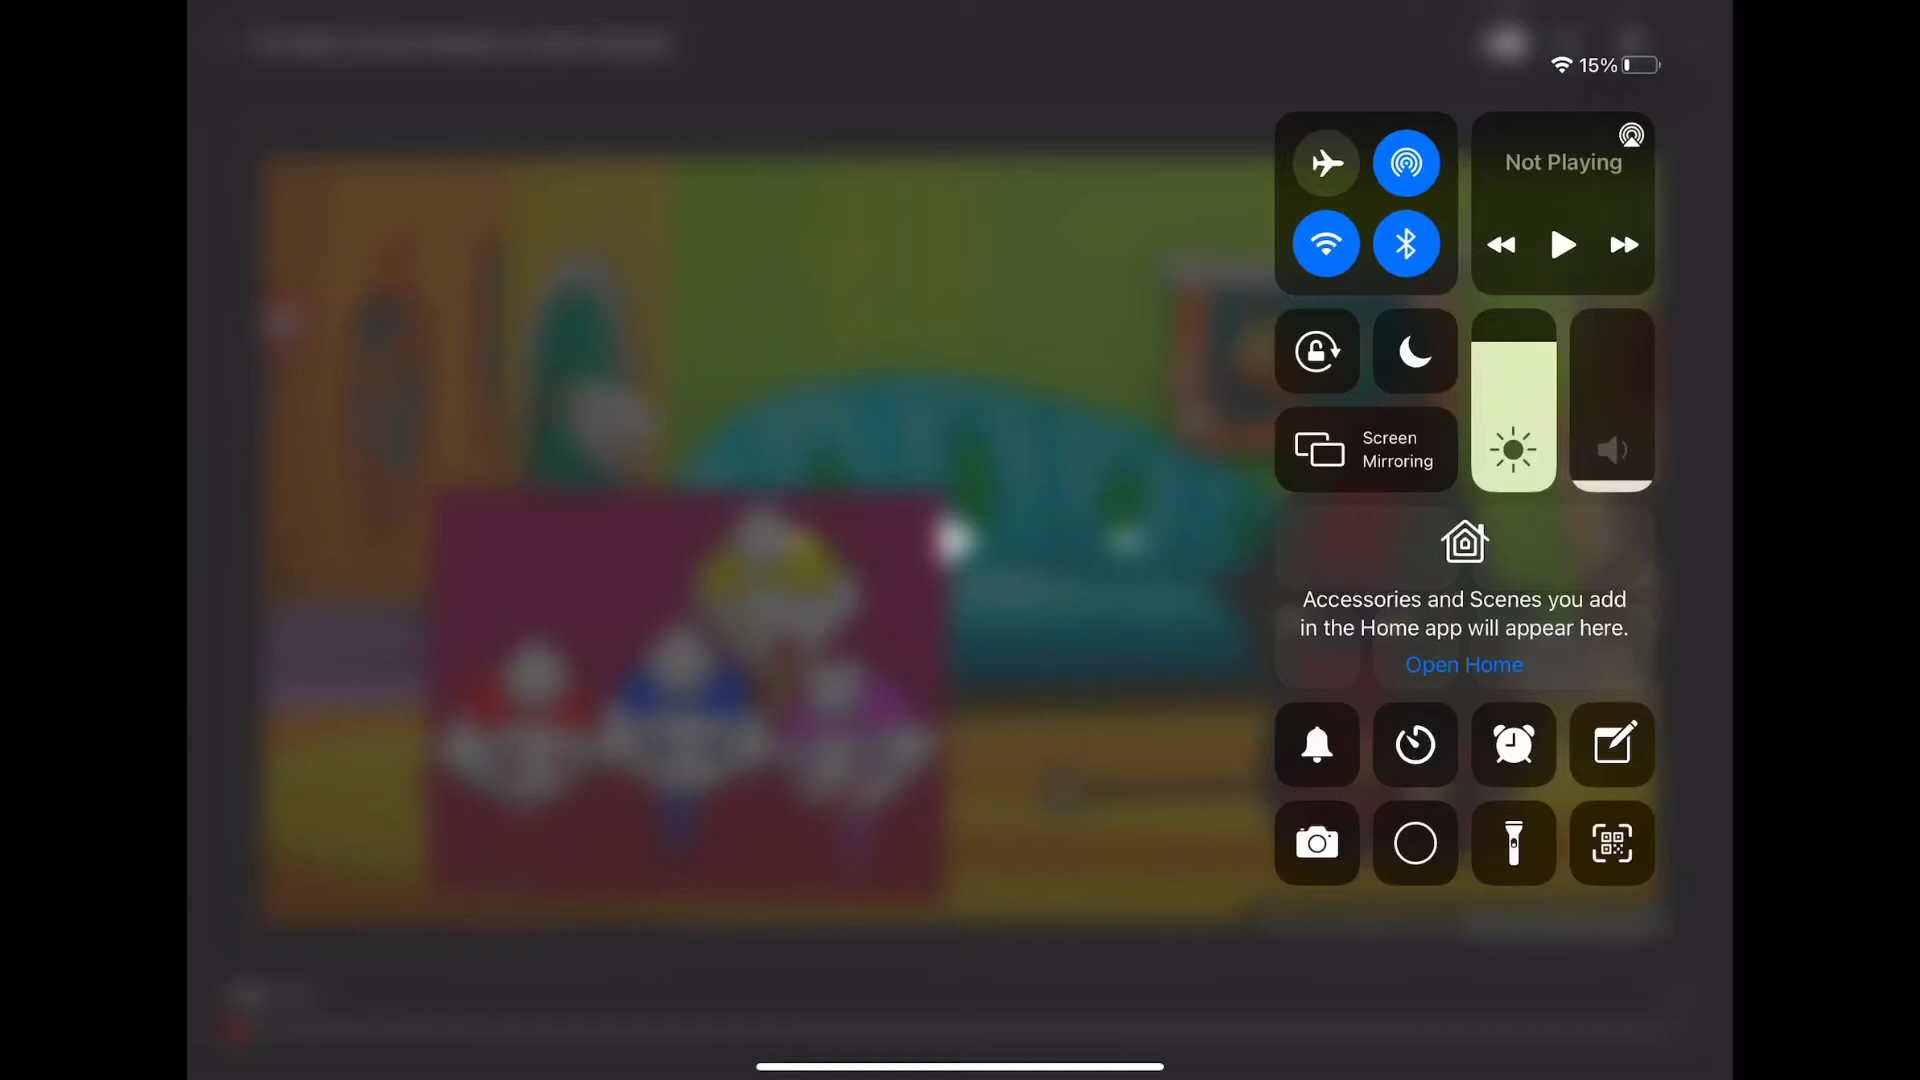 15%
Not Playing
Screen
Mirroring
Accessories and Scenes you add
in the Home app will appear here.
Open Home